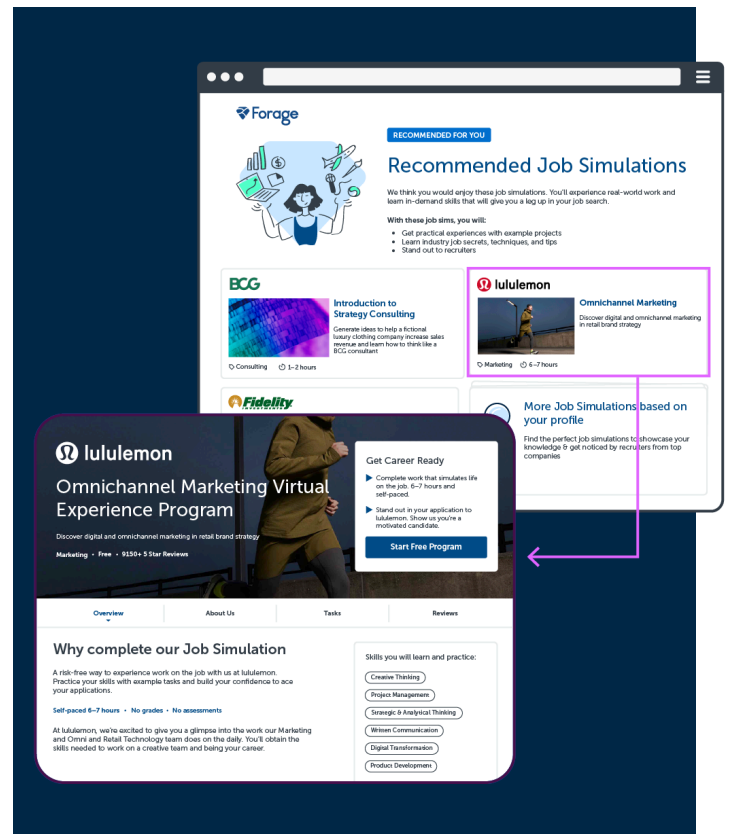 Forage
RECOMMENDED FOR YOU
Recommended Job Simulations
We think you would enjoy these job simulations. You'll experience real-world work and
learn in-demand skills that will give you a leg up in your job search.
With these job sims, you will:
• Get practical experiences with example projects
• Learn industry job secrets, techniques, and tips
• Stand out to recruiters
BCG
Introduction to
Strategy Consulting
Generate ideas to help a fictional
luxury clothing company increase sales
revenue and learn how to think like a
BCG consultant
Consulting 1–2 hours
lululemon
Omnichannel Marketing
Discover digital and omnichannel marketing
in retail brand strategy
Marketing 6–7 hours
Fidelity
INVESTMENTS
More Job Simulations based on
your profile
Find the perfect job simulations to showcase your
knowledge & get noticed by recruiters from top
companies
lululemon
Omnichannel Marketing Virtual
Experience Program
Discover digital and omnichannel marketing in retail brand strategy
Marketing • Free • 9150+ 5 Star Reviews
Get Career Ready
Complete work that simulates life
on the job. 6–7 hours and
self-paced.
Stand out in your application to
lululemon. Show us you're a
motivated candidate.
Start Free Program
Overview About Us Tasks Reviews
Why complete our Job Simulation
A risk-free way to experience work on the job with us at lululemon.
Practice your skills with example tasks and build your confidence to ace
your applications.
Self-paced 6–7 hours • No grades • No assessments
At lululemon, we're excited to give you a glimpse into the work our Marketing
and Omni and Retail Technology team does on the daily. You'll obtain the
skills needed to work on a creative team and being your career.
Skills you will learn and practice:
Creative Thinking
Project Management
Strategic & Analytical Thinking
Wrinen Communication
Digital Transformation
Product Development